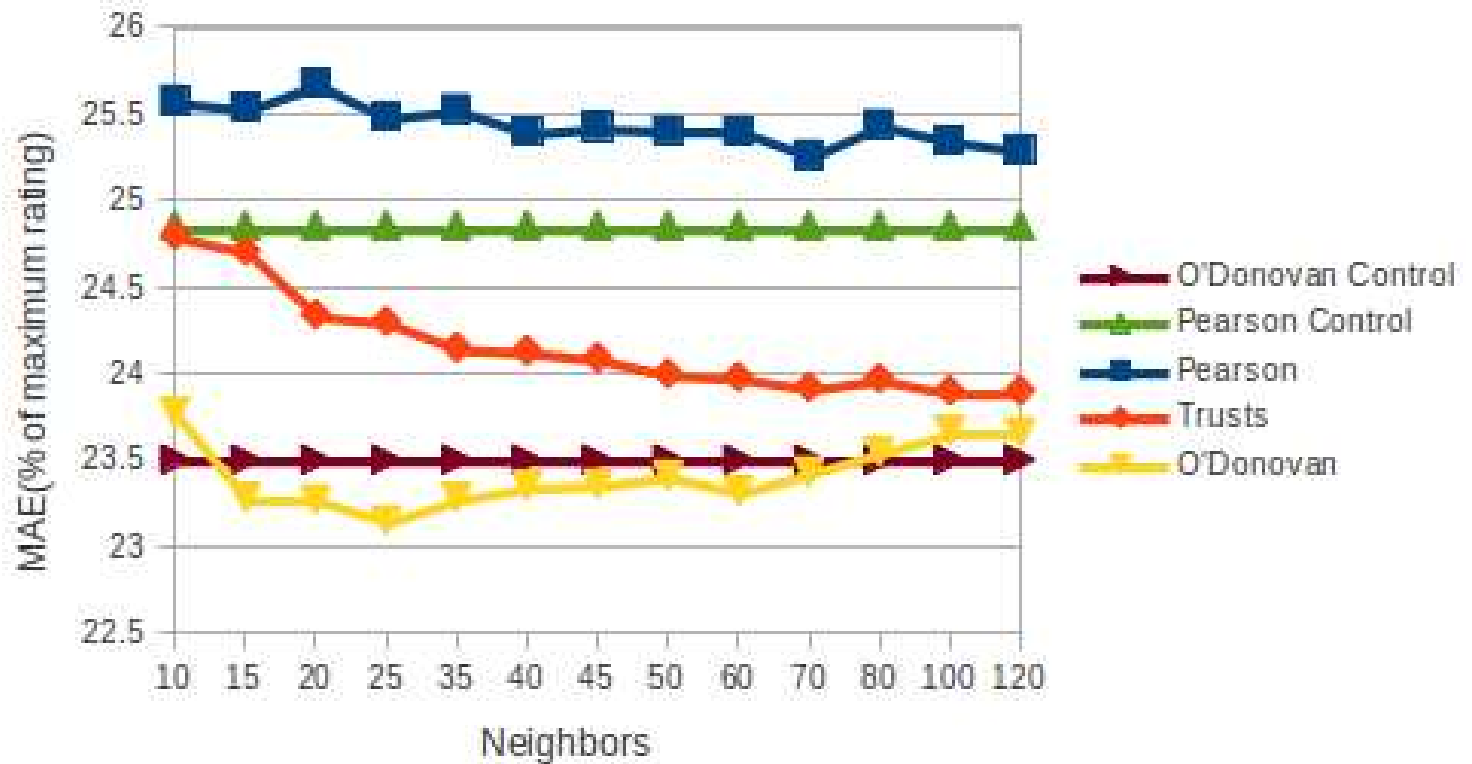 26
25.5
25
24.5
24
23.5
23
22.5
MAE(% of maximum rating)
10 15 20 25 35 40 45 50 60 70 80 100 120
Neighbors
O'Donovan Control
Pearson Control
Pearson
Trusts
O'Donovan